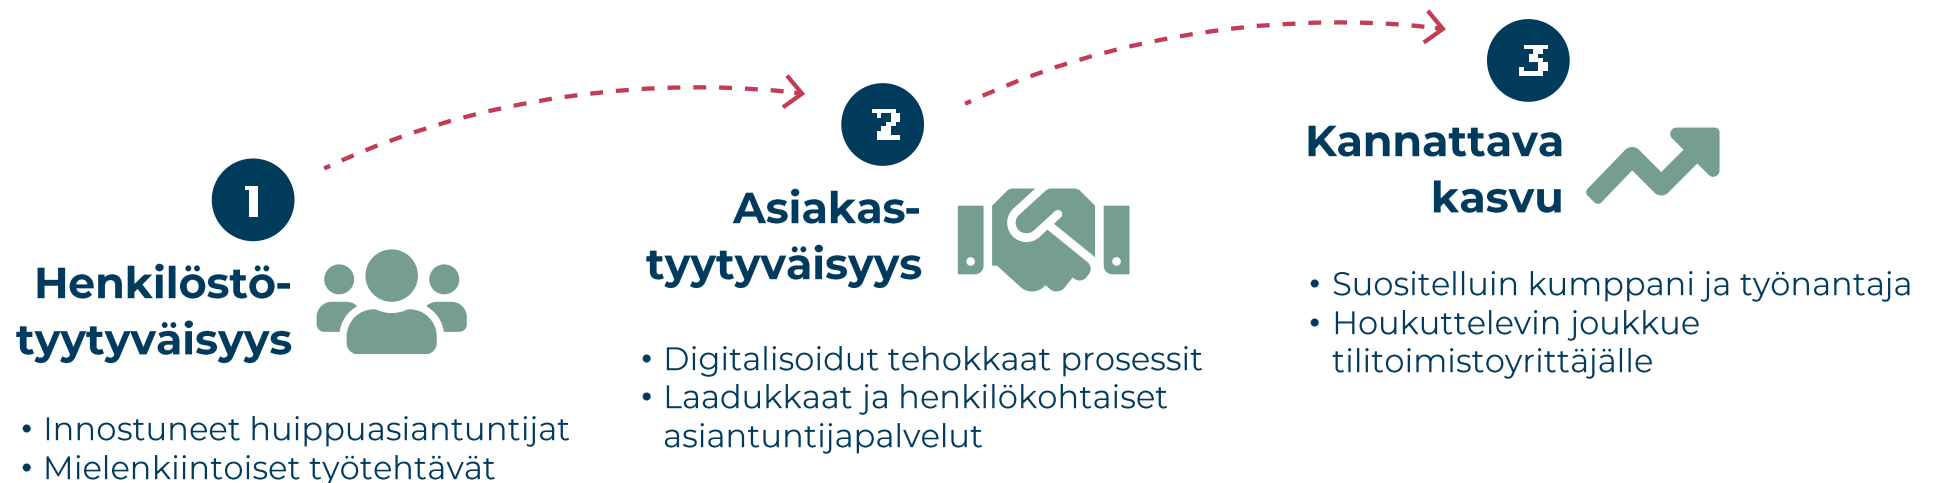 1
Henkilöstö-
tyytyväisyys
• Innostuneet huippuasiantuntijat
• Mielenkiintoiset työtehtävät
2
Asiakas-
tyytyväisyys
• Digitalisoidut tehokkaat prosessit
• Laadukkaat ja henkilökohtaiset
asiantuntijapalvelut
3
Kannattava
kasvu
• Suositelluin kumppani ja työnantaja
• Houkuttelevin joukkue
tilitoimistoyrittäjälle